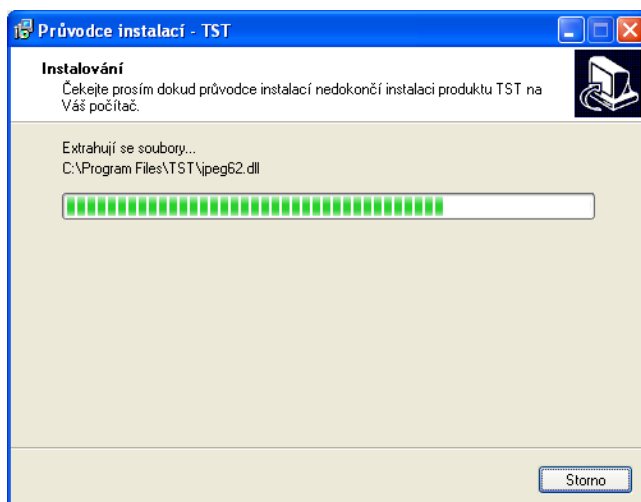 Průvodce instalací - TST
Instalování
Čekejte prosím dokud průvodce instalací nedokončí instalaci produktu TST na
Váš počítač.
Extrahují se soubory...
C:\Program Files\TST\jpeg62.dll
Storno